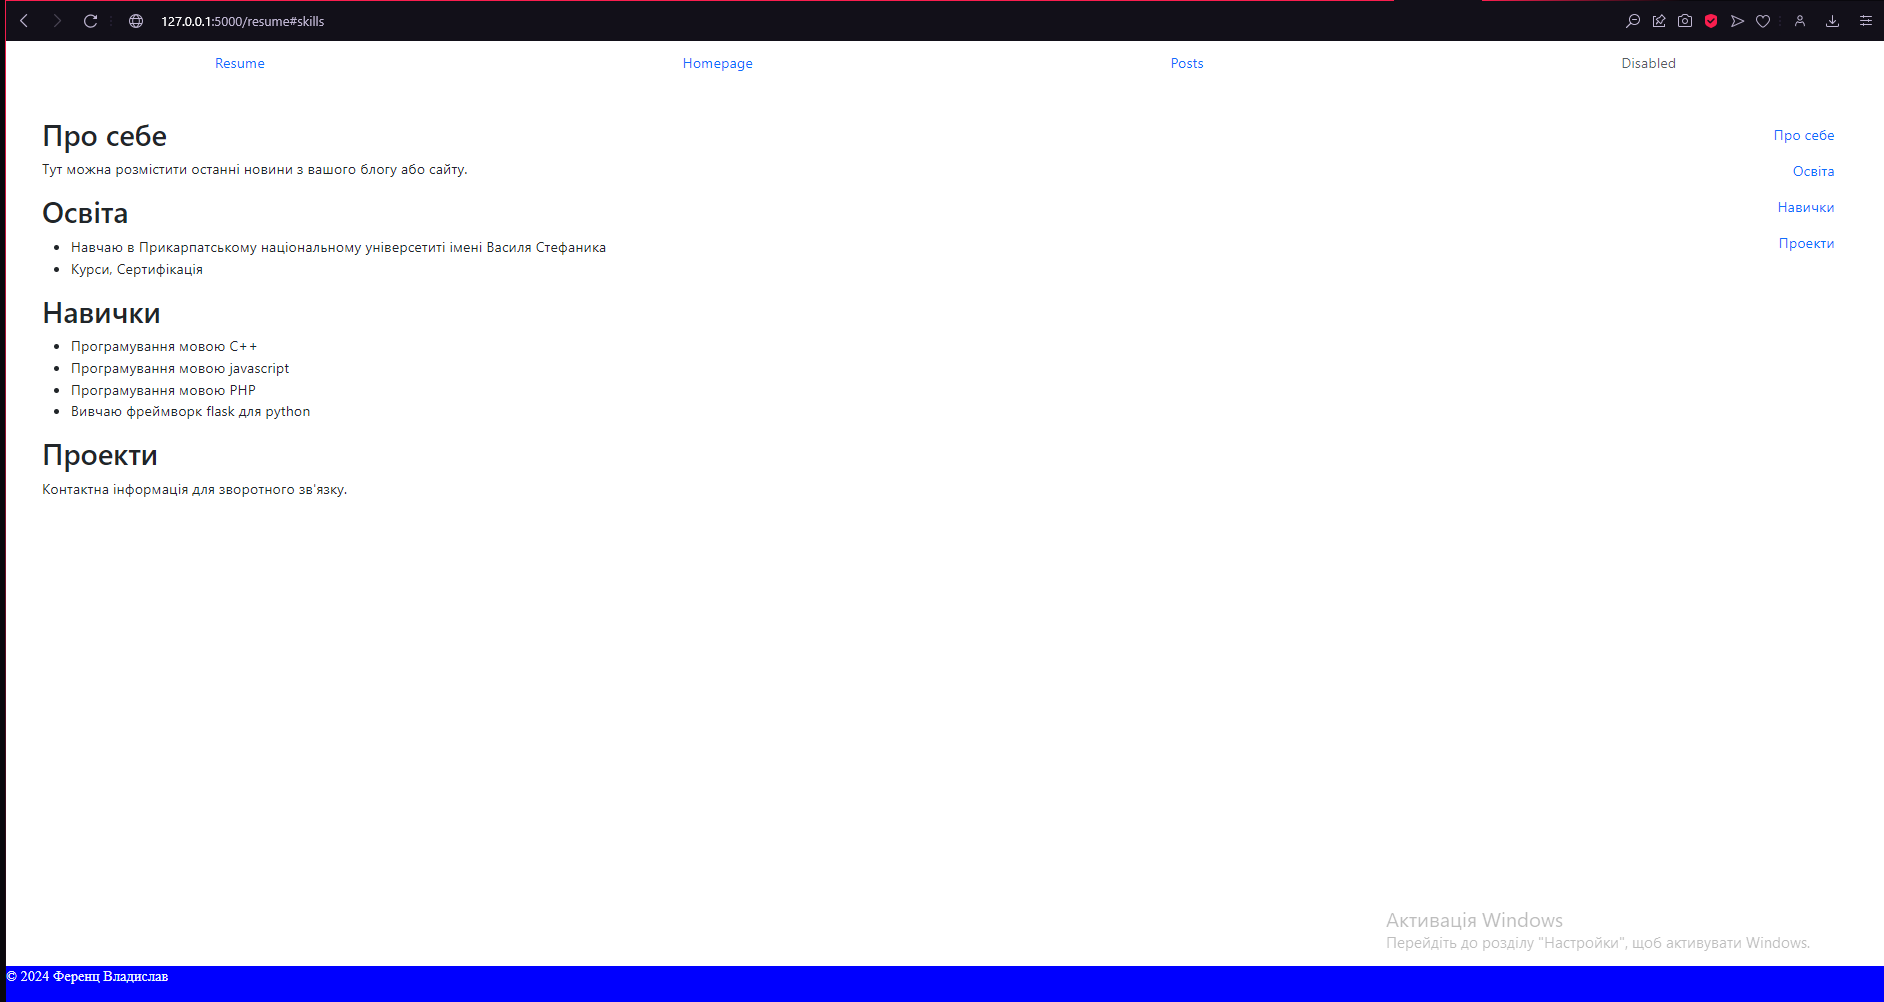 127.0.0.1:5000/resume#skills
Resume Homepage Posts Disabled
Про себе
Тут можна розмістити останні новини з вашого блогу або сайту.
Освіта
Навчаю в Прикарпатському національному університеті імені Василя Стефаника
Курси, Сертифікація
Навички
Програмування мовою C++
Програмування мовою javascript
Програмування мовою PHP
Вивчаю фреймворк flask для python
Проекти
Контактна інформація для зворотного зв'язку.
Про себе
Освіта
Навички
Проекти
Активація Windows
Перейдіть до розділу "Настройки", щоб активувати Windows.
© 2024 Ференц Владислав